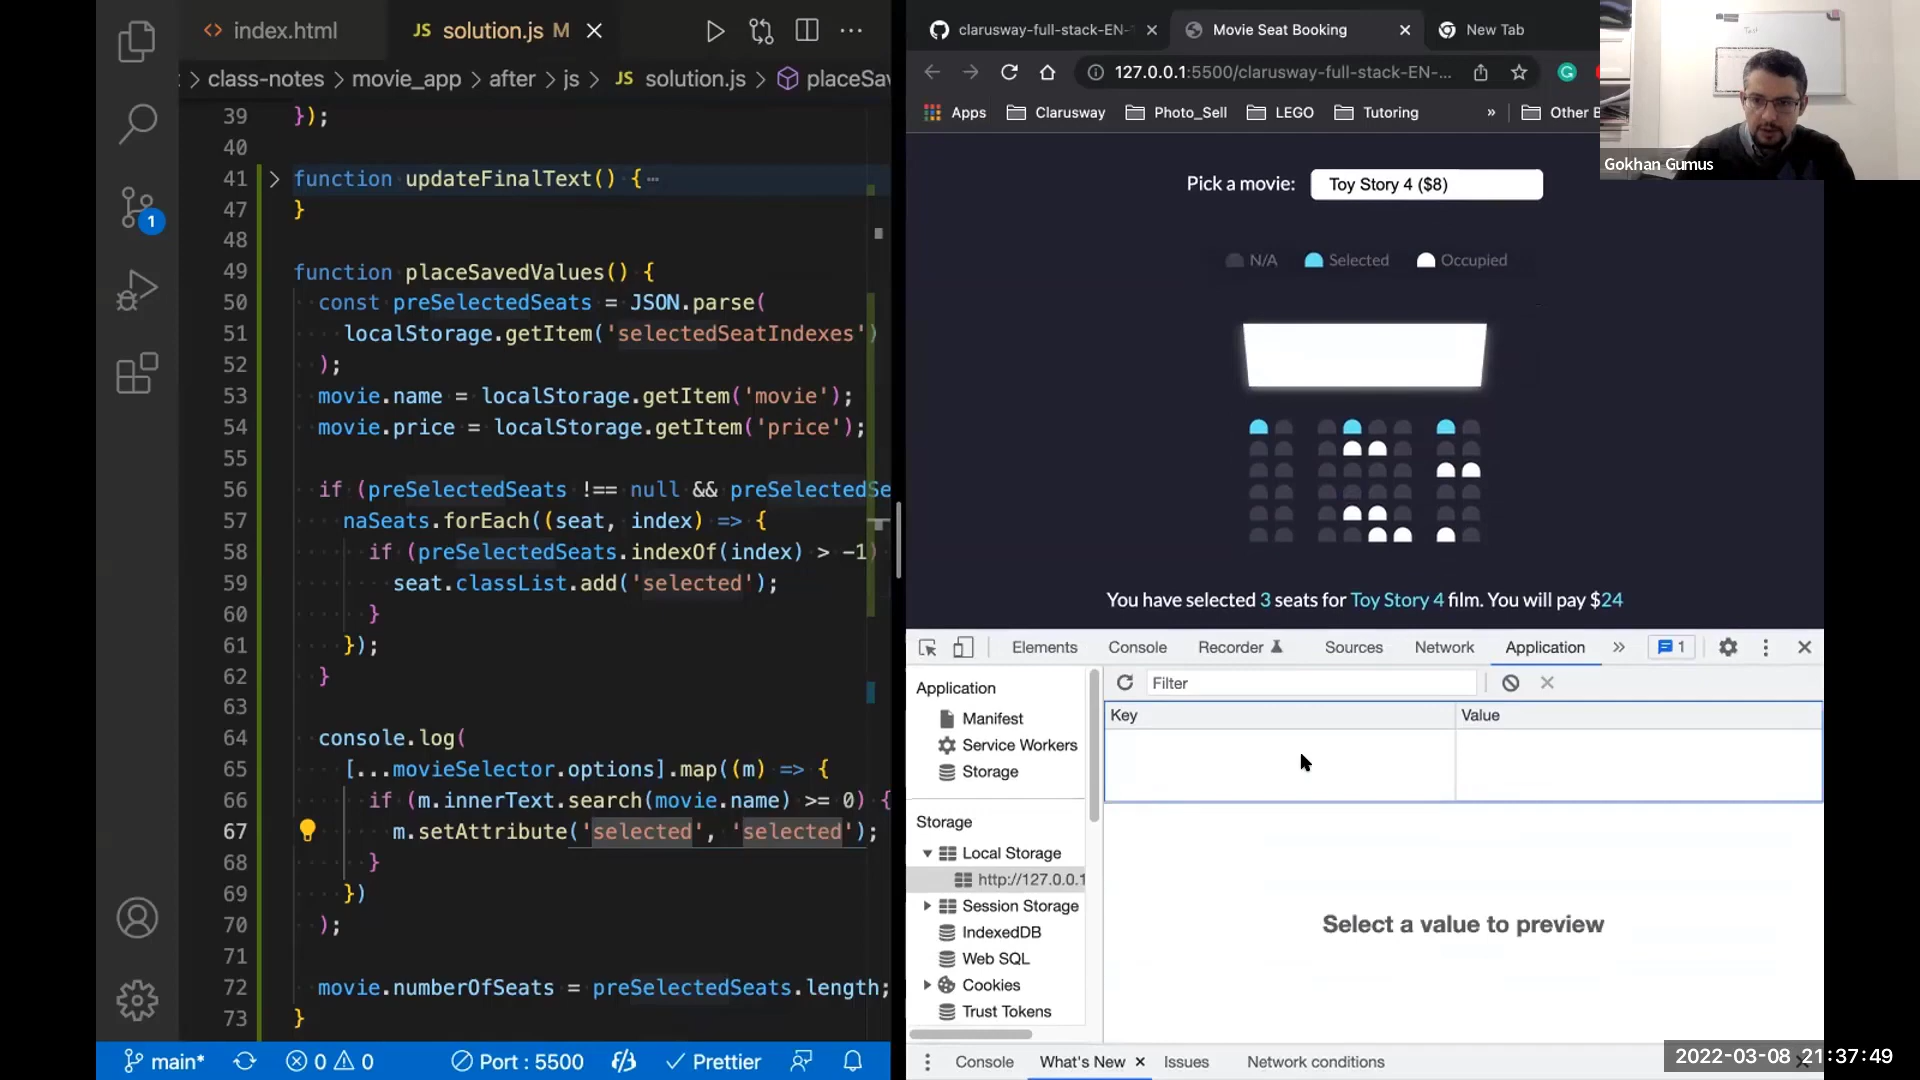 index.html
JS solution.js M
class-notes > movie_app > after > js > JS solution.js > placeSav
39 });
40
41 function updateFinalText() {
47 }
48
49 function placeSavedValues() {
50 const preSelectedSeats = JSON.parse(
51 localStorage.getItem('selectedSeatIndexes')
52 );
53 movie.name = localStorage.getItem('movie');
54 movie.price = localStorage.getItem('price');
55
56 if (preSelectedSeats !== null && preSelectedSe
57 naSeats.forEach((seat, index) => {
58 if (preSelectedSeats.indexOf(index) > -1)
59 seat.classList.add('selected');
60 }
61 });
62 }
63
64 console.log(
65 [...movieSelector.options].map((m) => {
66 if (m.innerText.search(movie.name) >= 0) {
67 m.setAttribute('selected', 'selected');
68 }
69 })
70 );
71
72 movie.numberOfSeats = preSelectedSeats.length;
73 }
1
main* 0 0 Port : 5500 Prettier
clarusway-full-stack-EN-
Movie Seat Booking
New Tab
127.0.0.1:5500/clarusway-full-stack-EN-...
Apps Clarusway Photo_Sell LEGO Tutoring » Other B
Gokhan Gumus
Pick a movie: Toy Story 4 ($8)
N/A Selected Occupied
You have selected 3 seats for Toy Story 4 film. You will pay $24
Elements Console Recorder Sources Network Application » 1
Application
Manifest
Service Workers
Storage
Storage
Local Storage
http://127.0.0.1
Session Storage
IndexedDB
Web SQL
Cookies
Trust Tokens
Filter
Key Value
Select a value to preview
Console What's New Issues Network conditions
2022-03-08 21:37:49